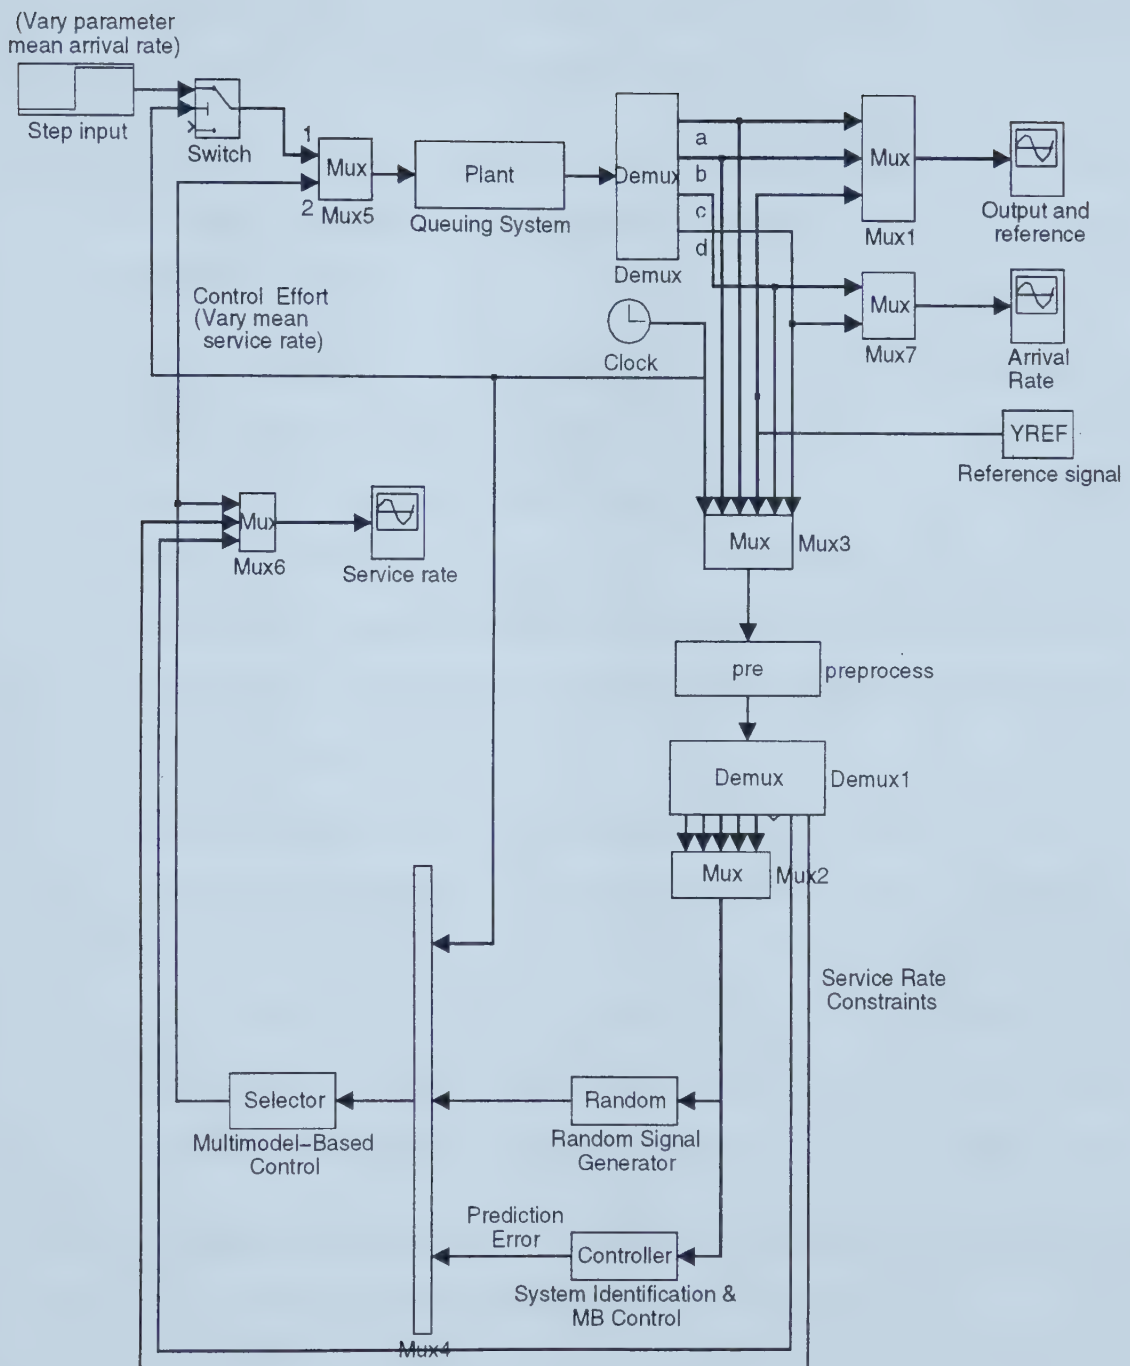 (Vary parameter
mean arrival rate)
Step input
Switch
1
2
Mux
Mux5
Plant
Queuing System
Demux
Demux
a
b
c
d
Mux
Mux1
Output and
reference
Mux
Mux7
Arrival
Rate
Control Effort
(Vary mean
service rate)
Clock
YREF
Reference signal
Mux
Mux6
Service rate
Mux
Mux3
pre
preprocess
Demux
Demux1
Mux
Mux2
Service Rate
Constraints
Selector
Multimodel-Based
Control
Random
Random Signal
Generator
Prediction
Error
Controller
System Identification &
MB Control
Mux4